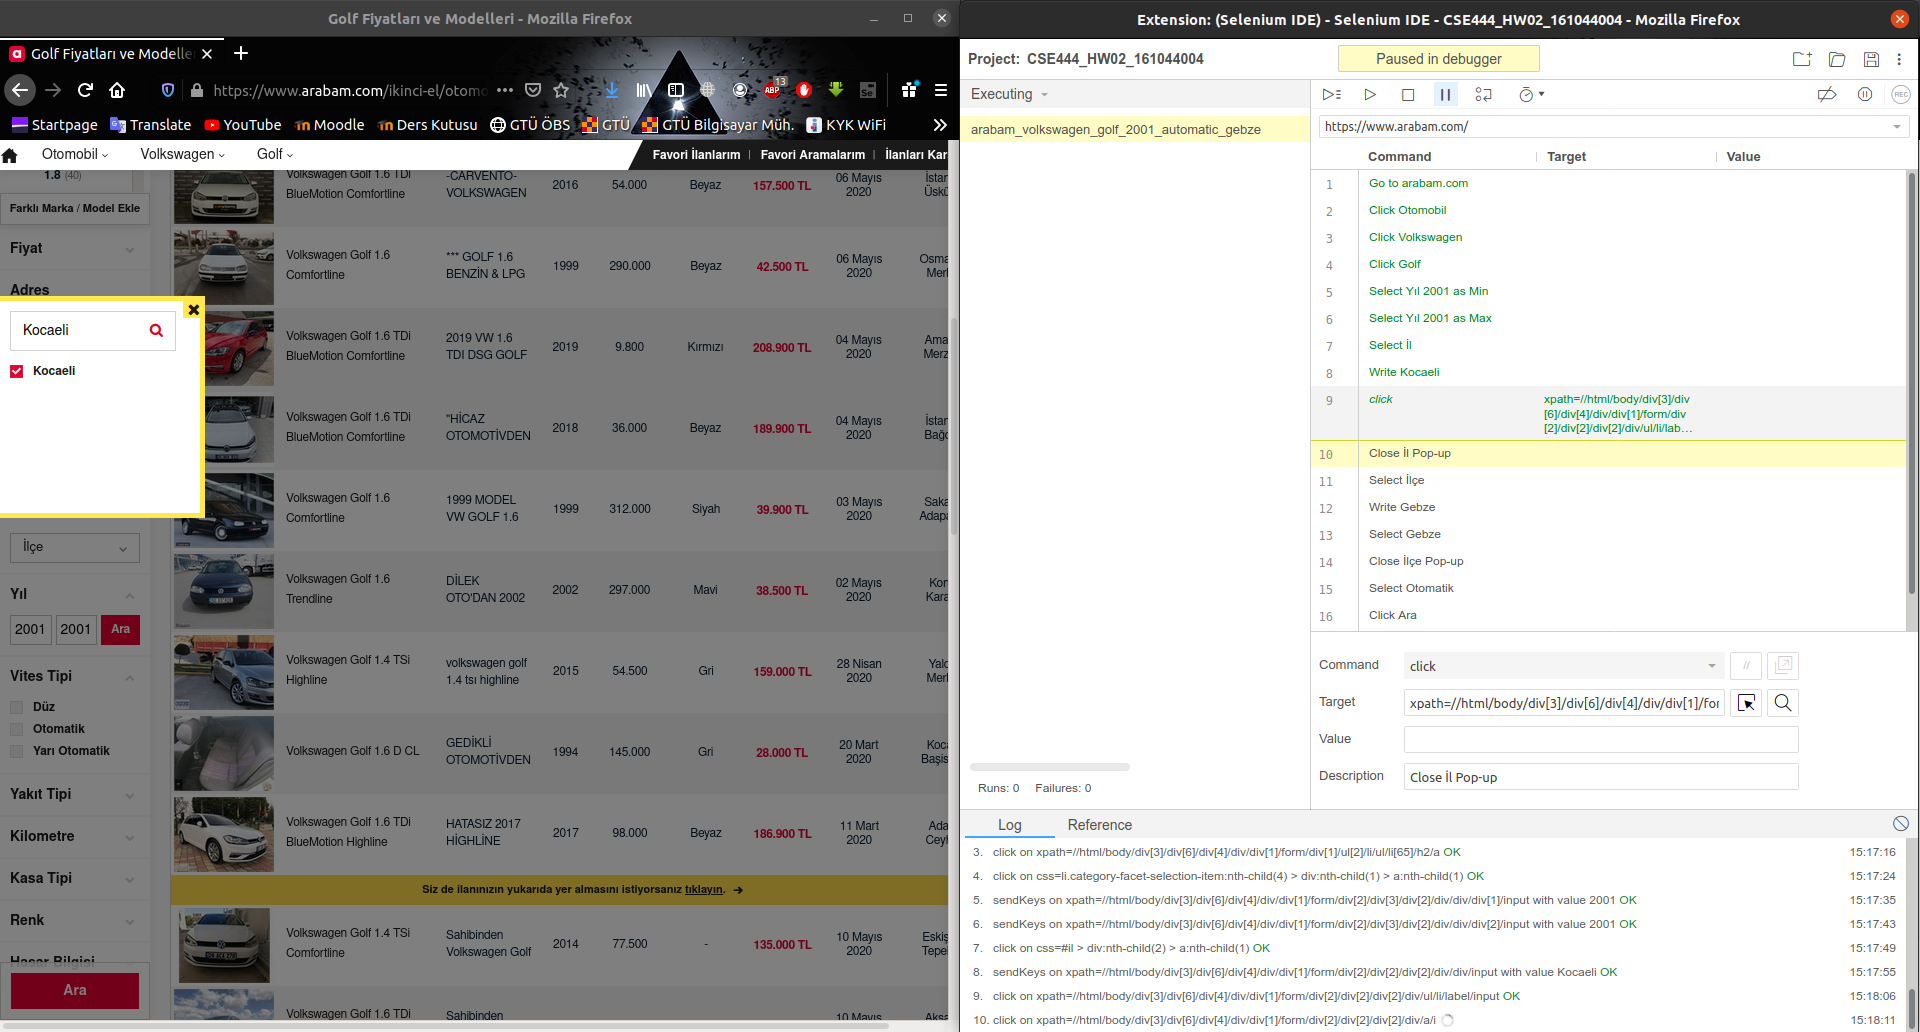 Golf Fiyatları ve Modelleri - Mozilla Firefox
Golf Fiyatları ve Modelle
https://www.arabam.com/ikinci-el/otomo
13
ABP
Se
Startpage
Translate
YouTube
Moodle
Ders Kutusu
GTÜ ÖBS
GTÜ
GTÜ Bilgisayar Müh.
KYK WiFi
Otomobil
Volkswagen
Golf
Favori İlanlarım | Favori Aramalarım | İlanları Kar
1.8 (40)
Farklı Marka / Model Ekle
Fiyat
Adres
Kocaeli
Kocaeli
İlçe
Yıl
2001
2001
Ara
Vites Tipi
Düz
Otomatik
Yarı Otomatik
Yakıt Tipi
Kilometre
Kasa Tipi
Renk
Hasar Bilgisi
Ara
Volkswagen Golf 1.6 TDi
BlueMotion Comfortline
-CARVENTO-
VOLKSWAGEN
2016
54.000
Beyaz
157.500 TL
06 Mayıs
2020
İstan
Üskü
Volkswagen Golf 1.6
Comfortline
*** GOLF 1.6
BENZİN & LPG
1999
290.000
Beyaz
42.500 TL
06 Mayıs
2020
Osma
Merk
Volkswagen Golf 1.6 TDi
BlueMotion Comfortline
2019 VW 1.6
TDI DSG GOLF
2019
9.800
Kırmızı
208.900 TL
04 Mayıs
2020
Ama
Merz
Volkswagen Golf 1.6 TDi
BlueMotion Comfortline
"HİCAZ
OTOMOTİVDEN
2018
36.000
Beyaz
189.900 TL
04 Mayıs
2020
İstan
Bağc
Volkswagen Golf 1.6
Comfortline
1999 MODEL
VW GOLF 1.6
1999
312.000
Siyah
39.900 TL
03 Mayıs
2020
Saka
Adapa
Volkswagen Golf 1.6
Trendline
DİLEK
OTO'DAN 2002
2002
297.000
Mavi
38.500 TL
02 Mayıs
2020
Kon
Kara
Volkswagen Golf 1.4 TSi
Highline
volkswagen golf
1.4 tsı highline
2015
54.500
Gri
159.000 TL
28 Nisan
2020
Yalo
Merk
Volkswagen Golf 1.6 D CL
GEDİKLİ
OTOMOTİVDEN
1994
145.000
Gri
28.000 TL
20 Mart
2020
Koca
Başis
Volkswagen Golf 1.6 TDi
BlueMotion Highline
HATASIZ 2017
HİGHLİNE
2017
98.000
Beyaz
186.900 TL
11 Mart
2020
Ada
Ceyh
Siz de ilanınızın yukarıda yer almasını istiyorsanız tıklayın. →
Volkswagen Golf 1.4 TSi
Comfortline
Sahibinden
Volkswagen Golf
2014
77.500
-
135.000 TL
10 Mayıs
2020
Eskiş
Tepel
Volkswagen Golf 1.6 TDi
Sahibinden
10 Mayıs
Aksa
Extension: (Selenium IDE) - Selenium IDE - CSE444_HW02_161044004 - Mozilla Firefox
Project: CSE444_HW02_161044004
Paused in debugger
Executing
REC
arabam_volkswagen_golf_2001_automatic_gebze
https://www.arabam.com/
Command
Target
Value
1 Go to arabam.com
2 Click Otomobil
3 Click Volkswagen
4 Click Golf
5 Select Yıl 2001 as Min
6 Select Yıl 2001 as Max
7 Select İl
8 Write Kocaeli
9 click xpath=//html/body/div[3]/div
[6]/div[4]/div/div[1]/form/div
[2]/div[2]/div[2]/div/ul/li/lab…
10 Close İl Pop-up
11 Select İlçe
12 Write Gebze
13 Select Gebze
14 Close İlçe Pop-up
15 Select Otomatik
16 Click Ara
Command click //
Target xpath=//html/body/div[3]/div[6]/div[4]/div/div[1]/for
Value
Description Close İl Pop-up
Runs: 0 Failures: 0
Log Reference
3. click on xpath=//html/body/div[3]/div[6]/div[4]/div/div[1]/form/div[1]/ul[2]/li/ul/li[65]/h2/a OK 15:17:16
4. click on css=li.category-facet-selection-item:nth-child(4) > div:nth-child(1) > a:nth-child(1) OK 15:17:24
5. sendKeys on xpath=//html/body/div[3]/div[6]/div[4]/div/div[1]/form/div[2]/div[3]/div[2]/div/div/div[1]/input with value 2001 OK 15:17:35
6. sendKeys on xpath=//html/body/div[3]/div[6]/div[4]/div/div[1]/form/div[2]/div[3]/div[2]/div/div/div[2]/input with value 2001 OK 15:17:43
7. click on css=#il > div:nth-child(2) > a:nth-child(1) OK 15:17:49
8. sendKeys on xpath=//html/body/div[3]/div[6]/div[4]/div/div[1]/form/div[2]/div[2]/div[2]/div/div/input with value Kocaeli OK 15:17:55
9. click on xpath=//html/body/div[3]/div[6]/div[4]/div/div[1]/form/div[2]/div[2]/div[2]/div/ul/li/label/input OK 15:18:06
10. click on xpath=//html/body/div[3]/div[6]/div[4]/div/div[1]/form/div[2]/div[2]/div[2]/div/a/i 15:18:11